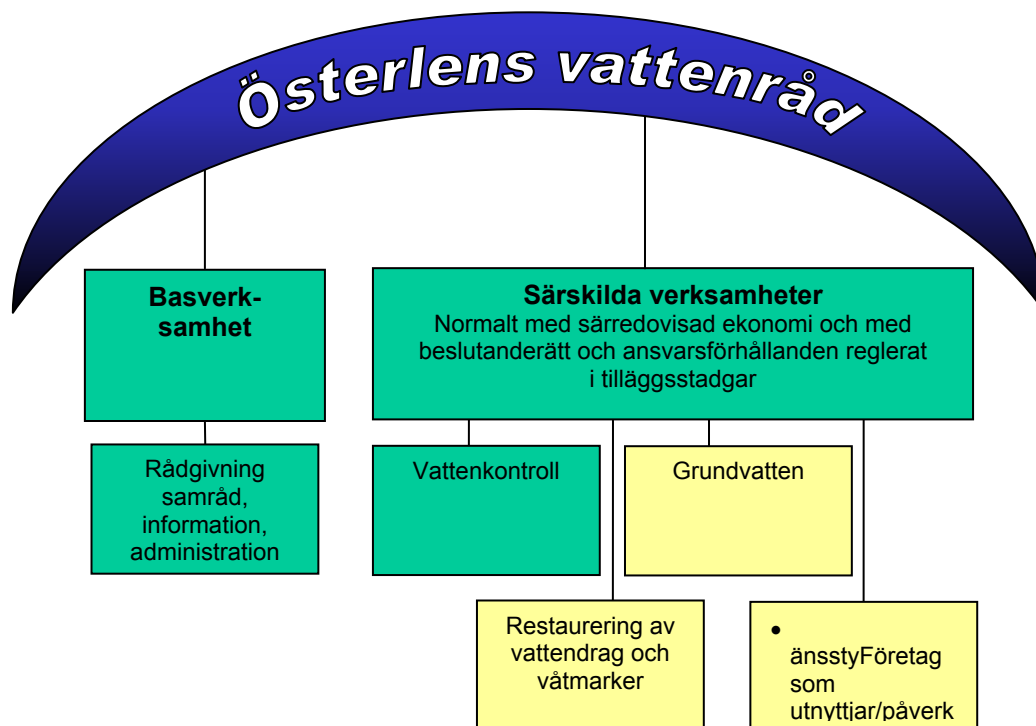 Österlens vattenråd
Basverk-
samhet
Särskilda verksamheter
Normalt med särredovisad ekonomi och med
beslutanderätt och ansvarsförhållanden reglerat
i tilläggsstadgar
Rådgivning
samråd,
information,
administration
Vattenkontroll
Grundvatten
Restaurering av
vattendrag och
våtmarker
•
änsstyFöretag
som
utnyttjar/påverk